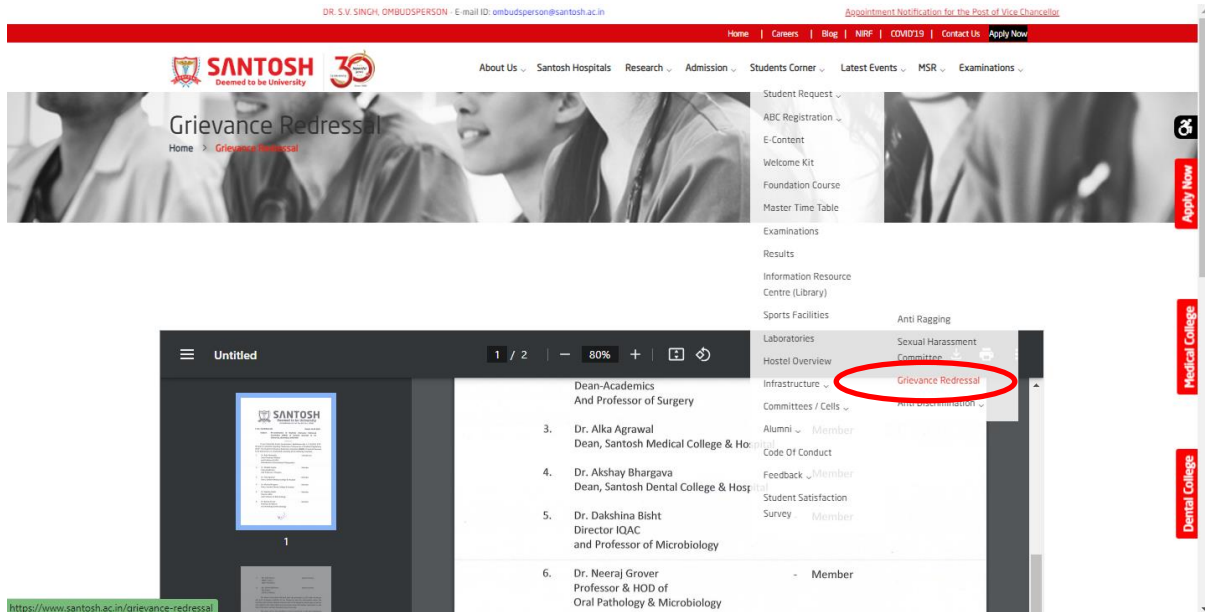 DR. S.V. SINGH, OMBUDSPERSON - E-mail ID: ombudsperson@santosh.ac.in
Appointment Notification for the Post of Vice Chancellor
Home | Careers | Blog | NIRF | COVID'19 | Contact Us Apply Now
SANTOSH
Deemed to be University
30
About Us Santosh Hospitals Research Admission Students Corner Latest Events MSR Examinations
Grievance Redressal
Home > Grievance Redressal
Student Request
ABC Registration
E-Content
Welcome Kit
Foundation Course
Master Time Table
Examinations
Results
Information Resource
Centre (Library)
Sports Facilities
Laboratories
Hostel Overview
Infrastructure
Committees / Cells
Alumni
Code Of Conduct
Feedback
Student Satisfaction
Survey
Anti Ragging
Sexual Harassment
Committee
Grievance Redressal
Anti Discrimination
Apply Now
Medical College
Dental College
Untitled
1 / 2 | − 80% + |
SANTOSH
Deemed to be University
1
Dean-Academics
And Professor of Surgery
3. Dr. Alka Agrawal Member
Dean, Santosh Medical College & Hospital
4. Dr. Akshay Bhargava Member
Dean, Santosh Dental College & Hospital
5. Dr. Dakshina Bisht Member
Director IQAC
and Professor of Microbiology
6. Dr. Neeraj Grover - Member
Professor & HOD of
Oral Pathology & Microbiology
https://www.santosh.ac.in/grievance-redressal